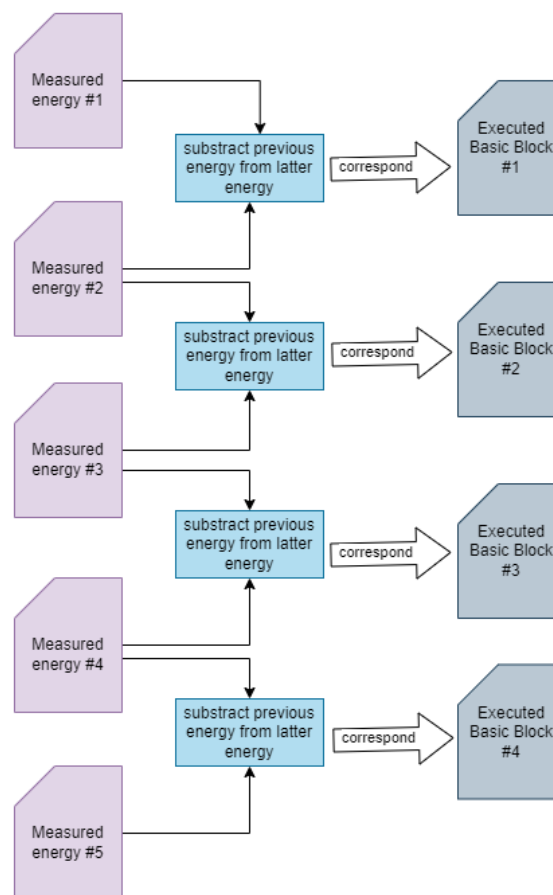 Measured
energy #1
substract previous
energy from latter
energy
correspond
Executed
Basic Block
#1
Measured
energy #2
substract previous
energy from latter
energy
correspond
Executed
Basic Block
#2
Measured
energy #3
substract previous
energy from latter
energy
correspond
Executed
Basic Block
#3
Measured
energy #4
substract previous
energy from latter
energy
correspond
Executed
Basic Block
#4
Measured
energy #5